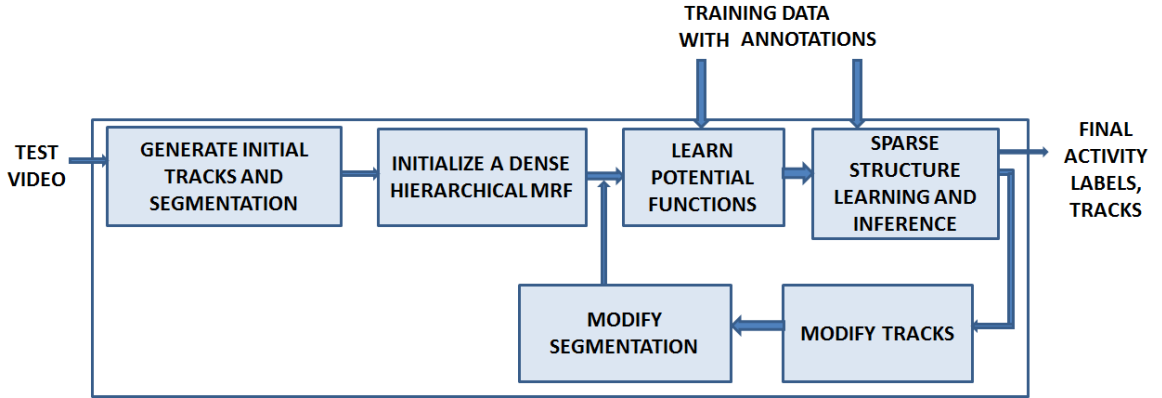 TRAINING DATA
WITH ANNOTATIONS
TEST
VIDEO
GENERATE INITIAL
TRACKS AND
SEGMENTATION
INITIALIZE A DENSE
HIERARCHICAL MRF
LEARN
POTENTIAL
FUNCTIONS
SPARSE
STRUCTURE
LEARNING AND
INFERENCE
FINAL
ACTIVITY
LABELS,
TRACKS
MODIFY
SEGMENTATION
MODIFY TRACKS